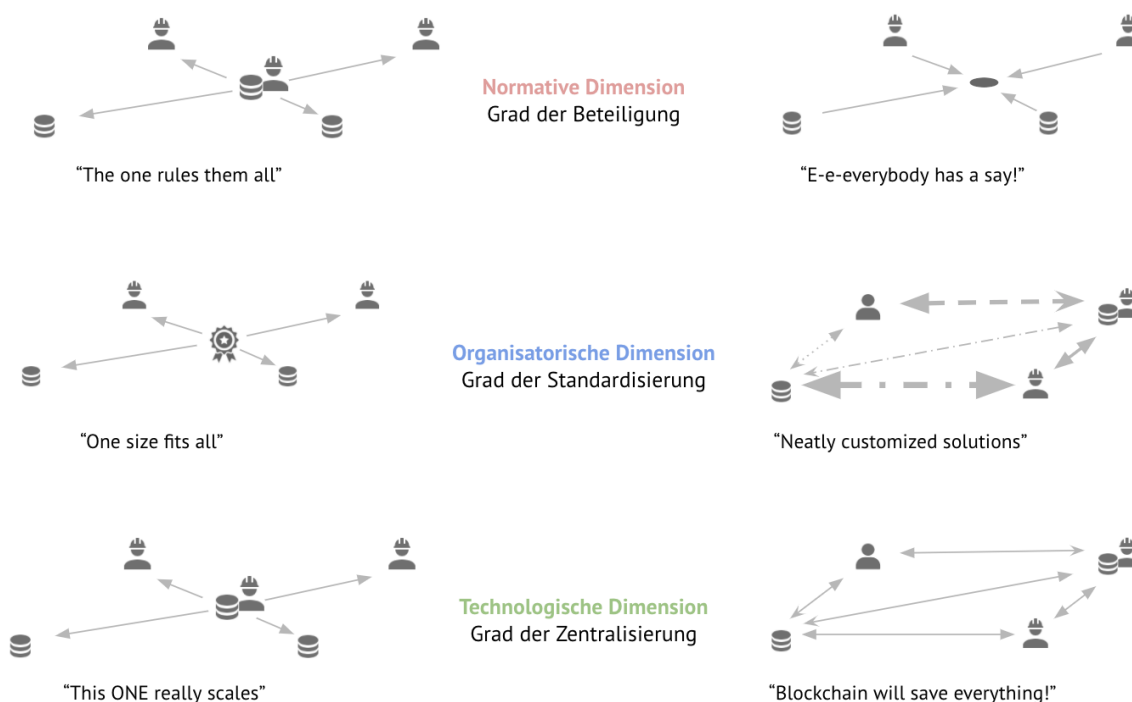 Normative Dimension
Grad der Beteiligung
“The one rules them all”
“E-e-everybody has a say!”
Organisatorische Dimension
Grad der Standardisierung
“One size fits all”
“Neatly customized solutions”
Technologische Dimension
Grad der Zentralisierung
“This ONE really scales”
“Blockchain will save everything!”